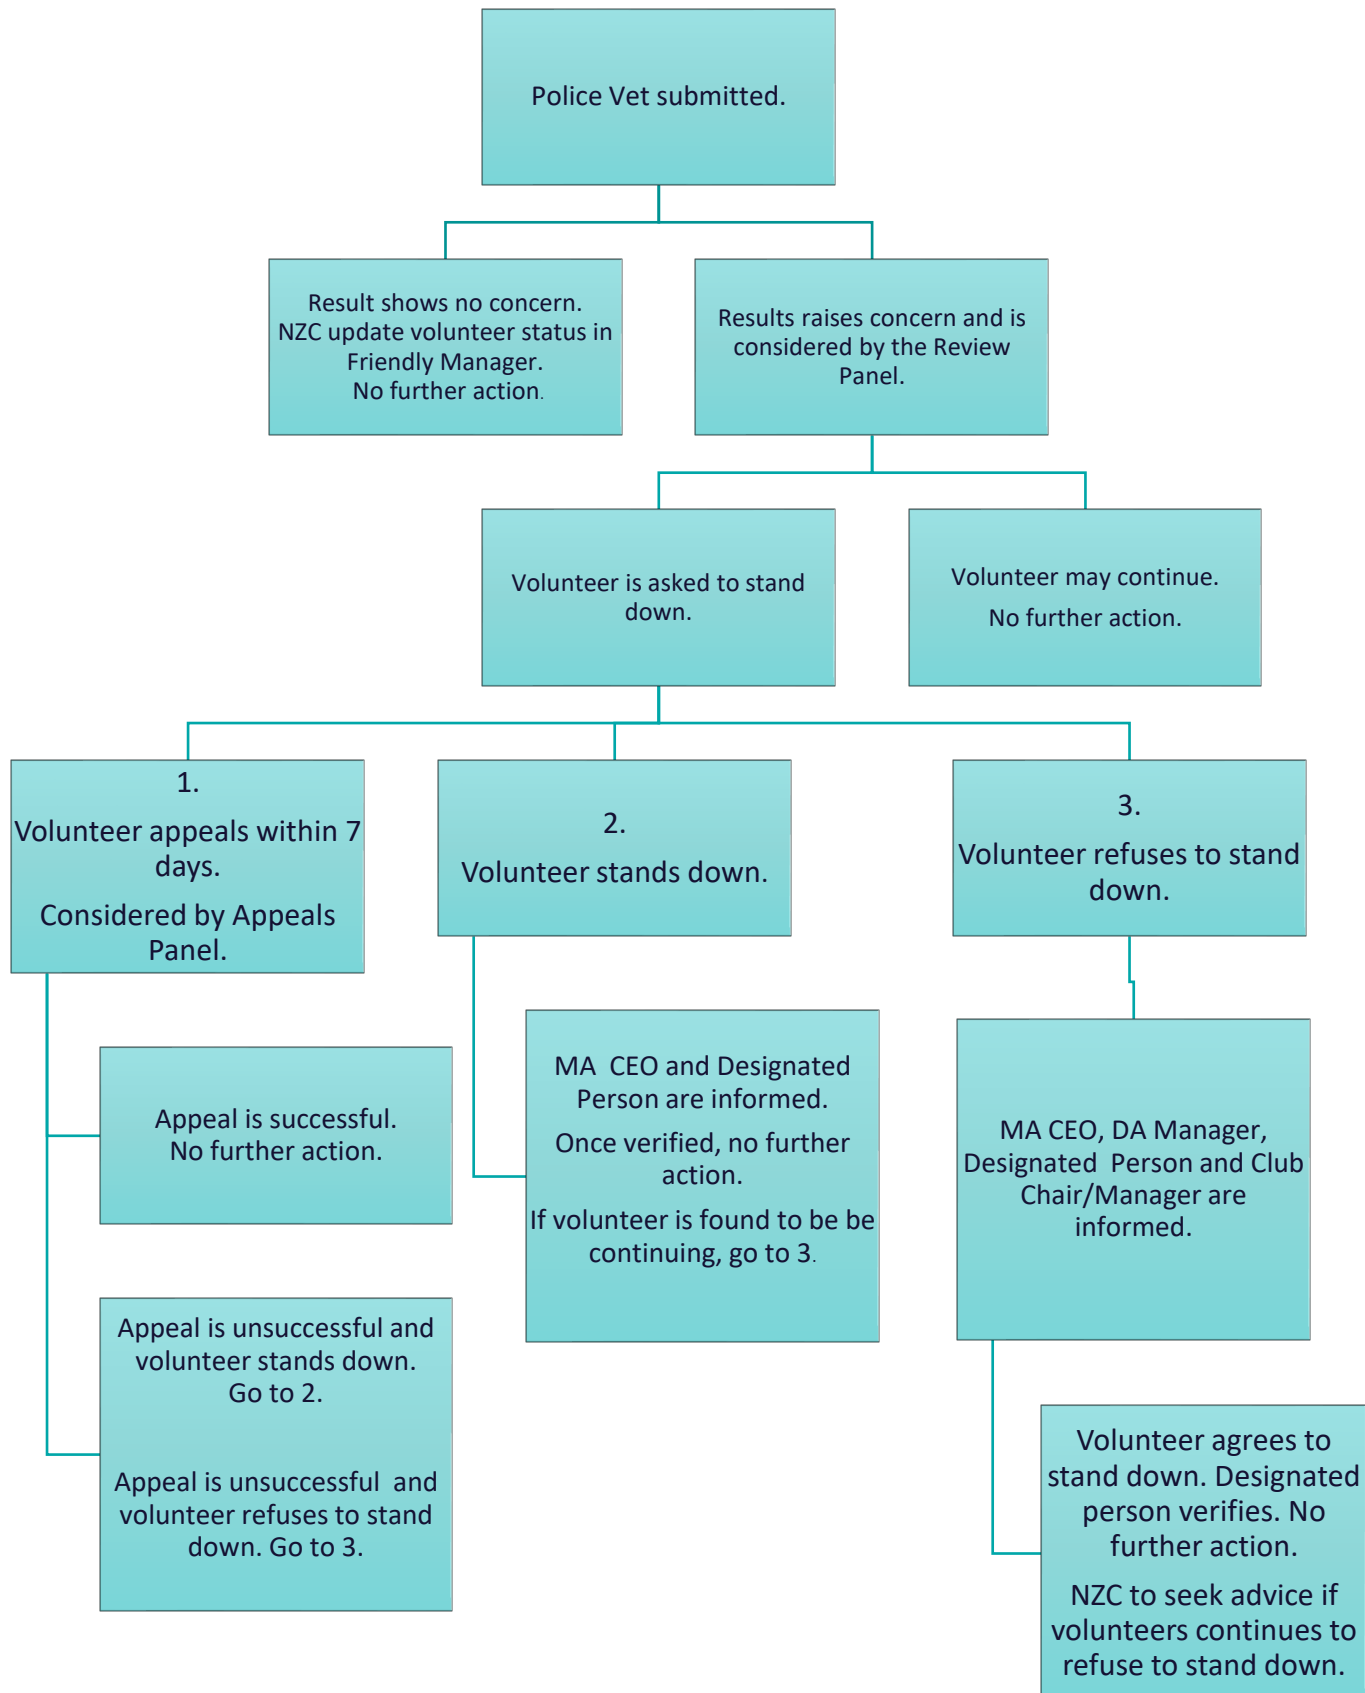 Police Vet submitted.
Result shows no concern.
NZC update volunteer status in
Friendly Manager.
No further action.
Results raises concern and is
considered by the Review
Panel.
Volunteer is asked to stand
down.
Volunteer may continue.
No further action.
1.
Volunteer appeals within 7
days.
Considered by Appeals
Panel.
2.
Volunteer stands down.
3.
Volunteer refuses to stand
down.
Appeal is successful.
No further action.
Appeal is unsuccessful and
volunteer stands down.
Go to 2.
Appeal is unsuccessful and
volunteer refuses to stand
down. Go to 3.
MA CEO and Designated
Person are informed.
Once verified, no further
action.
If volunteer is found to be be
continuing, go to 3.
MA CEO, DA Manager,
Designated Person and Club
Chair/Manager are
informed.
Volunteer agrees to
stand down. Designated
person verifies. No
further action.
NZC to seek advice if
volunteers continues to
refuse to stand down.